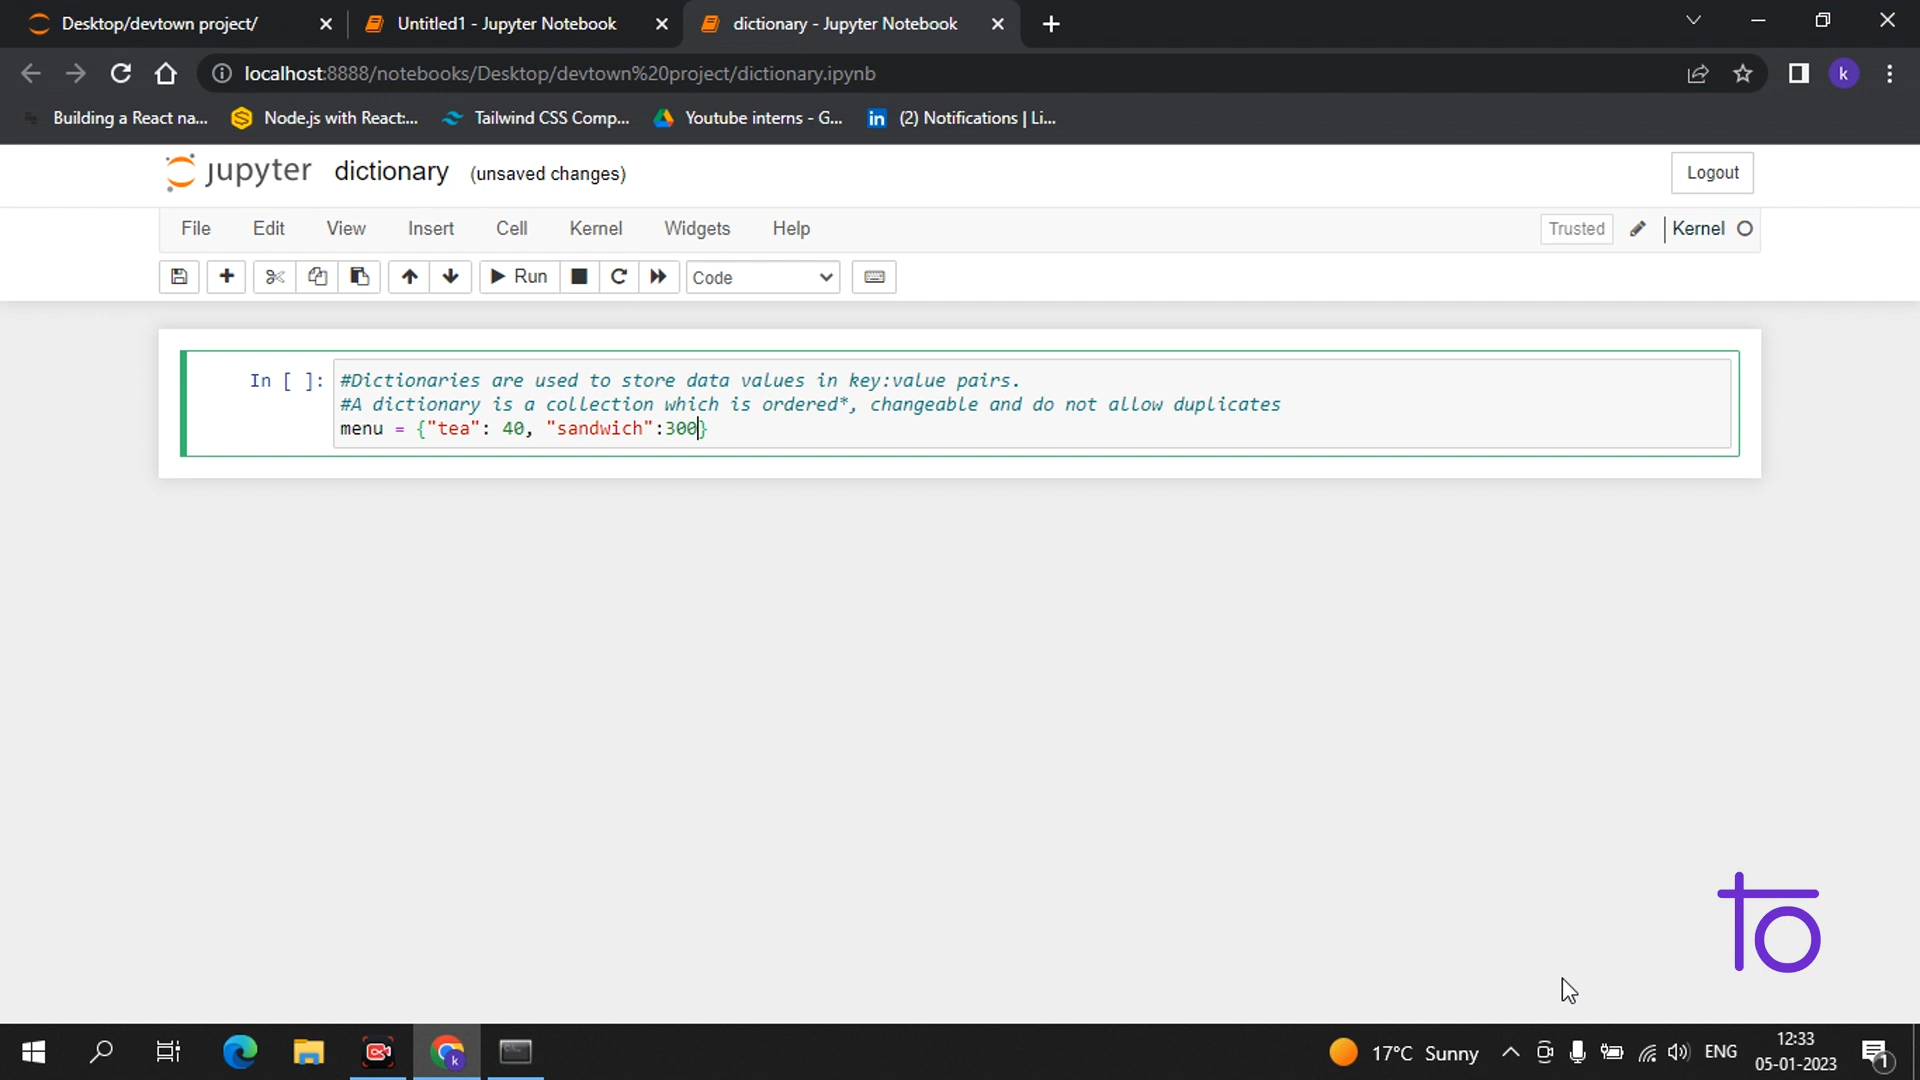 Desktop/devtown project/
Untitled1 - Jupyter Notebook
dictionary - Jupyter Notebook
localhost:8888/notebooks/Desktop/devtown%20project/dictionary.ipynb
k
Building a React na...
Node.js with React:...
Tailwind CSS Comp...
Youtube interns - G...
in
(2) Notifications | Li...
jupyter dictionary (unsaved changes)
Logout
File Edit View Insert Cell Kernel Widgets Help
Trusted
Kernel
Run
Code
In [ ]: #Dictionaries are used to store data values in key:value pairs.
#A dictionary is a collection which is ordered*, changeable and do not allow duplicates
menu = {"tea": 40, "sandwich":300}
to
k
17°C Sunny
ENG
12:33
05-01-2023
1